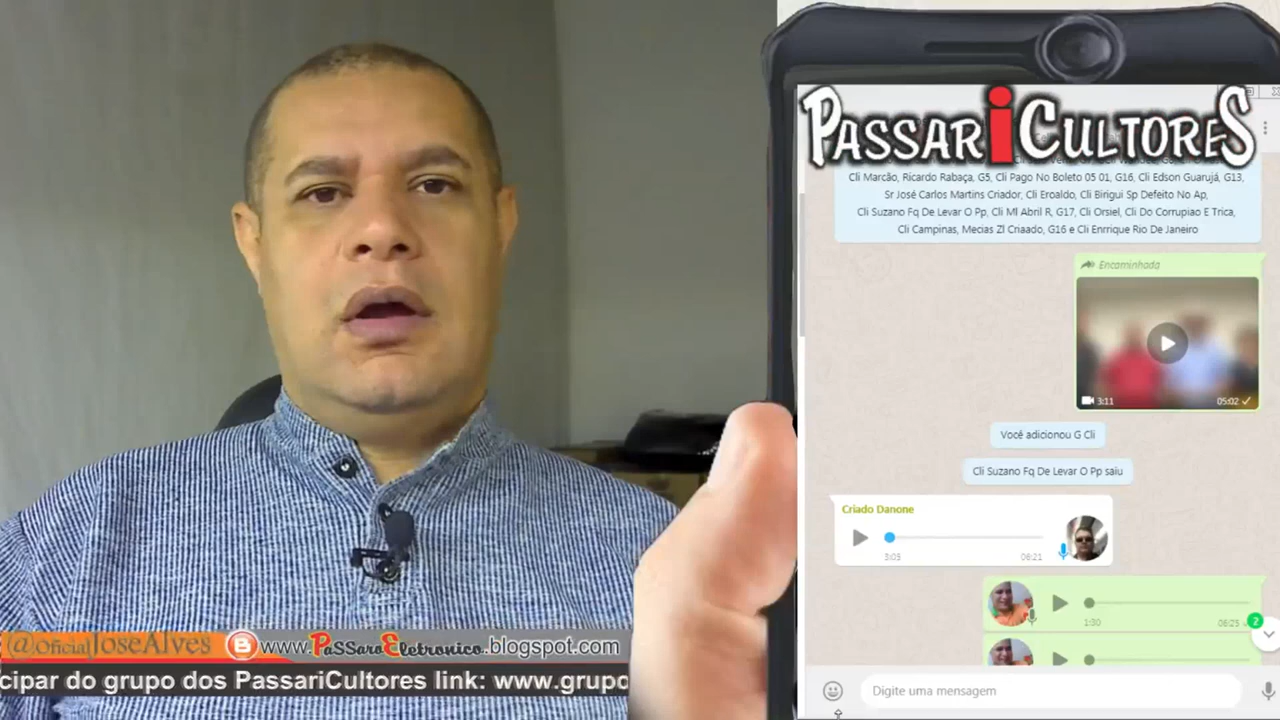 PASSARiCULTORES
Cli Marcão, Ricardo Rabaça, G5, Cli Pago No Boleto 05 01, G16, Cli Edson Guarujá, G13,
Sr José Carlos Martins Criador, Cli Eroaldo, Cli Birigui Sp Defeito No Ap,
Cli Suzano Fq De Levar O Pp, Cli Ml Abril R, G17, Cli Orsiel, Cli Do Corrupiao E Trica,
Cli Campinas, Mecias Zl Criaado, G16 e Cli Enrrique Rio De Janeiro
Encaminhada
3:11
05:02
Você adicionou G Cli
Cli Suzano Fq De Levar O Pp saiu
Criado Danone
3:05
06:21
1:30
06:25
2
Digite uma mensagem
@OficialJoseAlves
www.PaSSaroEletronico.blogspot.com
cipar do grupo dos PassariCultores link: www.grupo